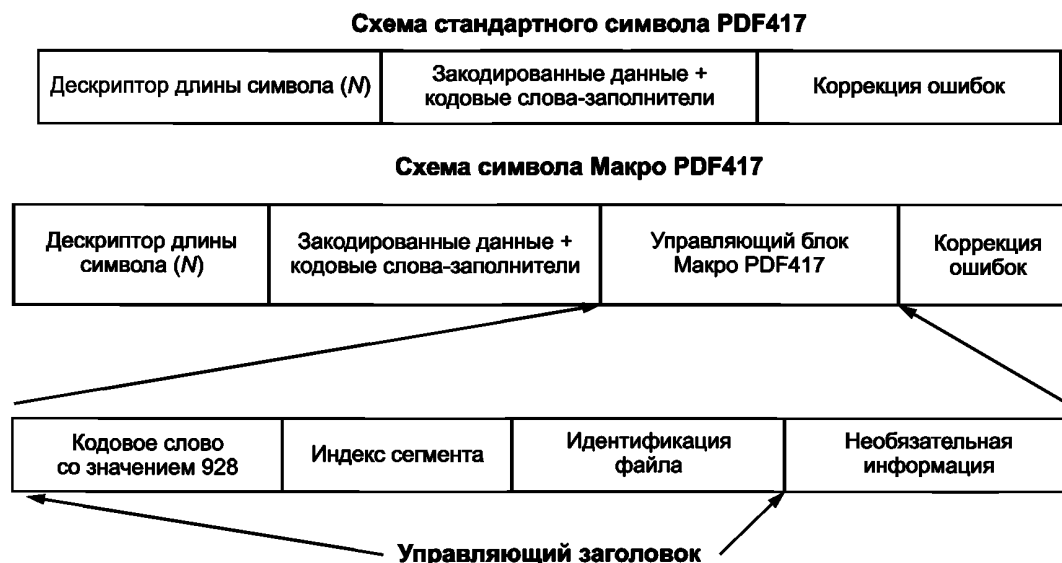 Схема стандартного символа PDF417
Дескриптор длины символа (N)
Закодированные данные +
кодовые слова-заполнители
Коррекция ошибок
Схема символа Макро PDF417
Дескриптор длины
символа (N)
Закодированные данные +
кодовые слова-заполнители
Управляющий блок
Макро PDF417
Коррекция
ошибок
Кодовое слово
со значением 928
Индекс сегмента
Идентификация
файла
Необязательная
информация
Управляющий заголовок